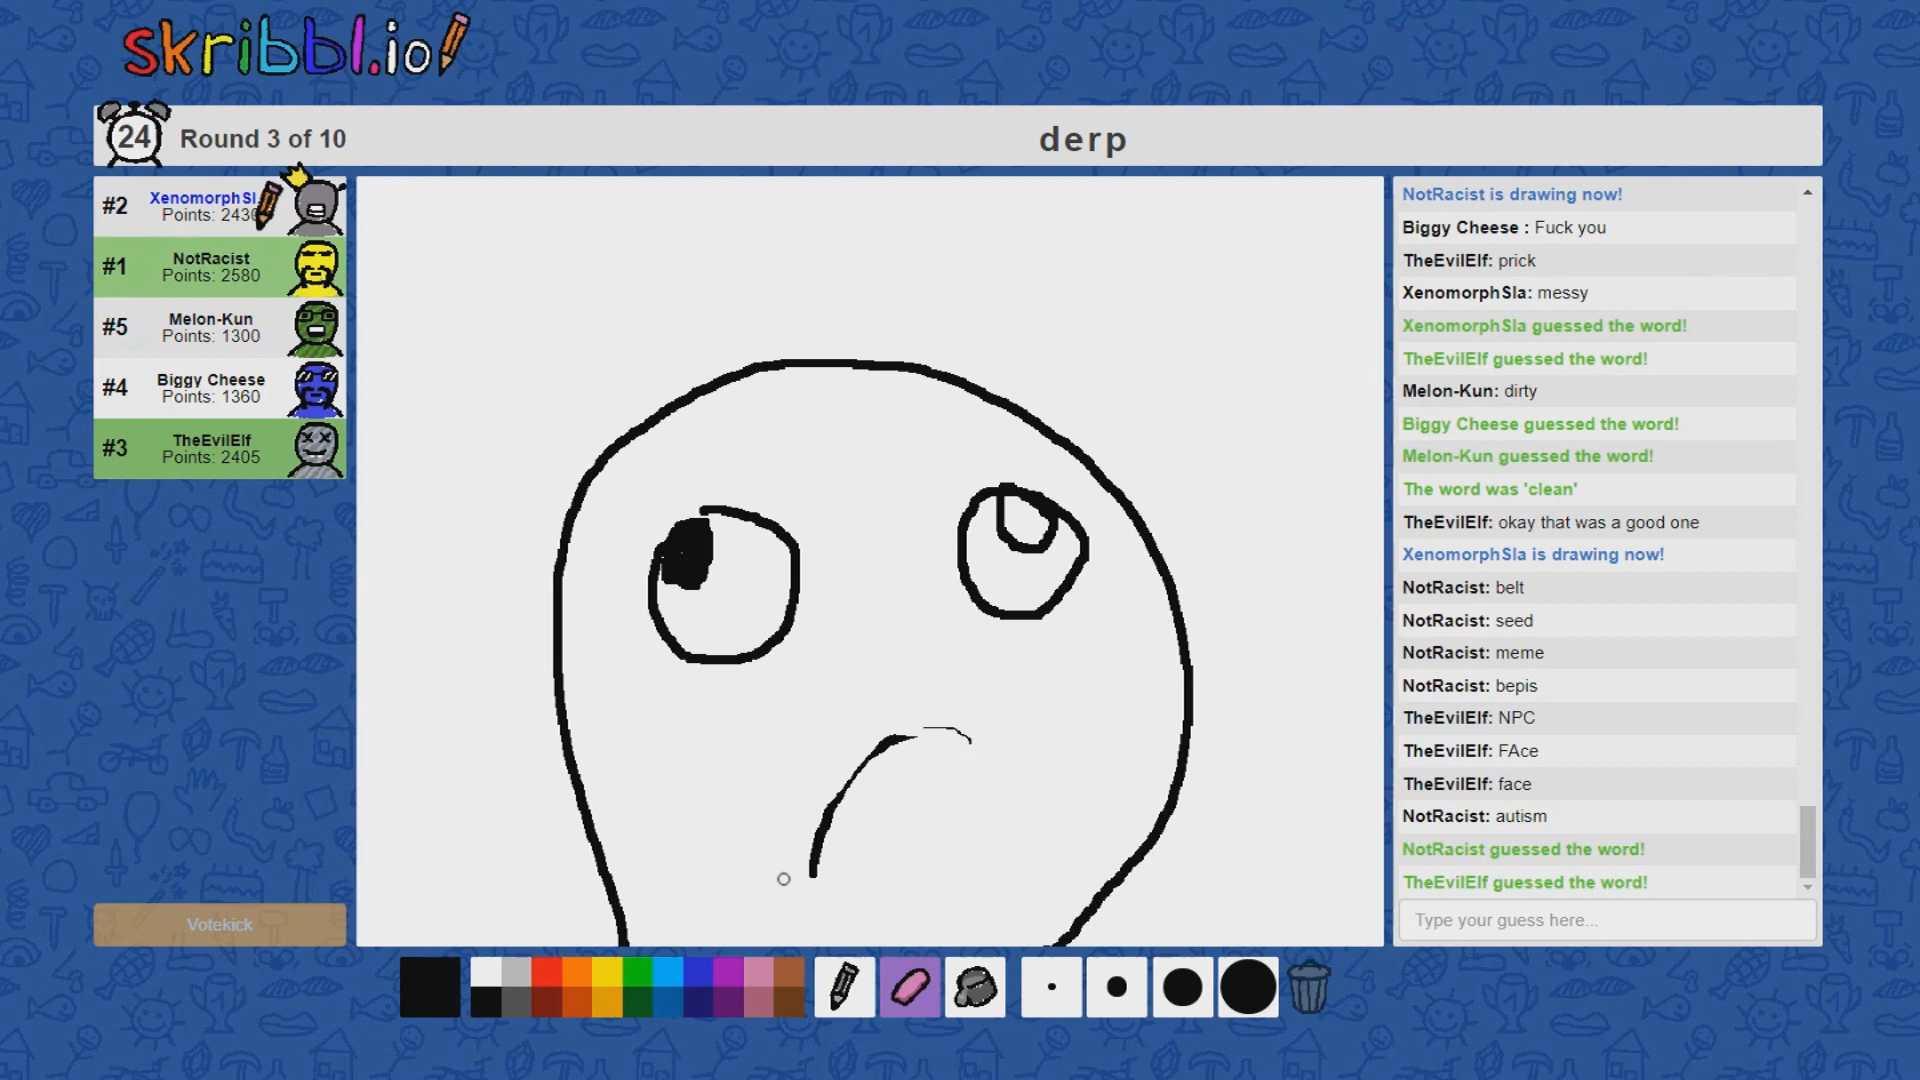 skribbl.io
24
Round 3 of 10
derp
#2
XenomorphSl
Points: 2430
#1
NotRacist
Points: 2580
#5
Melon-Kun
Points: 1300
#4
Biggy Cheese
Points: 1360
#3
TheEvilElf
Points: 2405
Votekick
NotRacist is drawing now!
Biggy Cheese : Fuck you
TheEvilElf: prick
XenomorphSla: messy
XenomorphSla guessed the word!
TheEvilElf guessed the word!
Melon-Kun: dirty
Biggy Cheese guessed the word!
Melon-Kun guessed the word!
The word was 'clean'
TheEvilElf: okay that was a good one
XenomorphSla is drawing now!
NotRacist: belt
NotRacist: seed
NotRacist: meme
NotRacist: bepis
TheEvilElf: NPC
TheEvilElf: FAce
TheEvilElf: face
NotRacist: autism
NotRacist guessed the word!
TheEvilElf guessed the word!
Type your guess here...